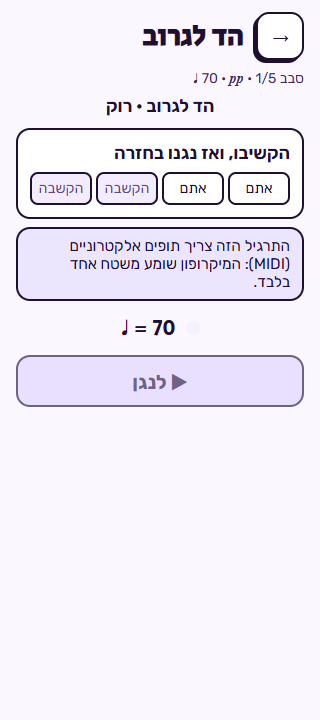 → הד לגרוב
סבב 1/5 • pp • 70 ♩
הד לגרוב • רוק
הקשיבו, ואז נגנו בחזרה
אתם אתם הקשבה הקשבה
התרגיל הזה צריך תופים אלקטרוניים
(MIDI): המיקרופון שומע משטח אחד
בלבד.
♩ = 70
▶ לנגן